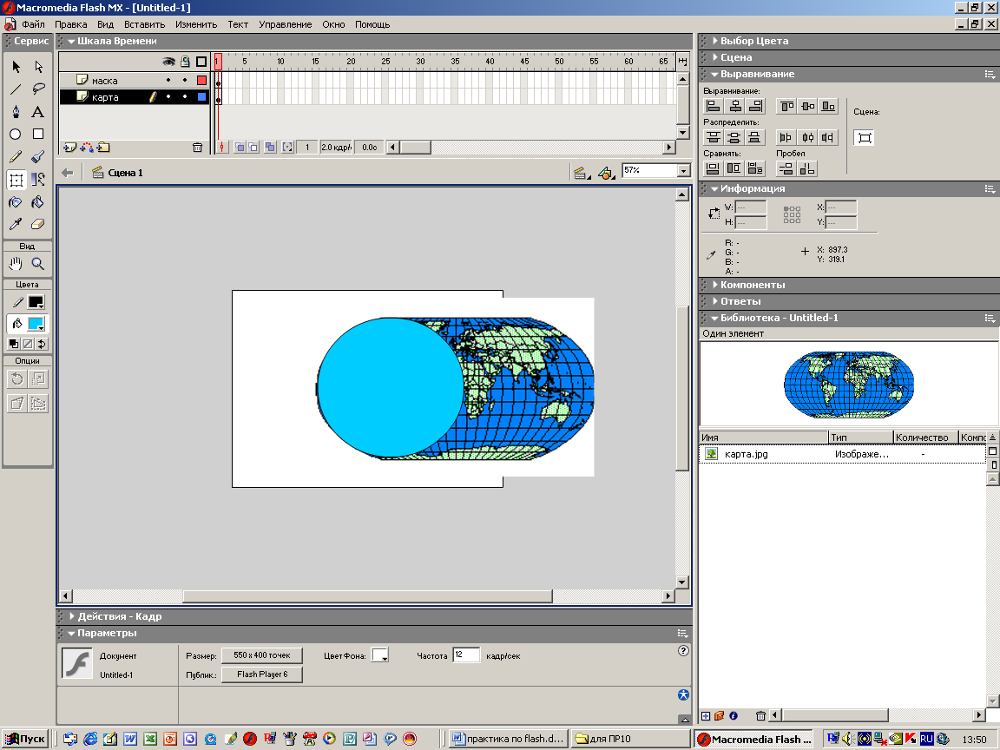 Macromedia Flash MX - [Untitled-1]
Файл Правка Вид Вставить Изменить Тект Управление Окно Помощь
Сервис
Шкала Времени
1 5 10 15 20 25 30 35 40 45 50 55 60 65
маска
карта
1 2.0 кдр/ 0.0с
Сцена 1
57%
Вид
Цвета
Опции
Выбор Цвета
Сцена
Выравнивание
Выравнивание:
Сцена:
Распределить:
Сравнять:
Пробел
Информация
W: ---
X: ---
H: ---
Y: ---
R: -
G: -
B: -
A: -
X: 897.3
Y: 319.1
Компоненты
Ответы
Библиотека - Untitled-1
Один элемент
Имя Тип Количество Компс
карта.jpg Изображе... -
Действия - Кадр
Параметры
Документ
Untitled-1
Размер: 550 x 400 точек
Цвет Фона:
Частота 12 кадр/сек
Публик.: Flash Player 6
?
Пуск
практика по flash.d...
для ПР10
Macromedia Flash ...
RU
13:50